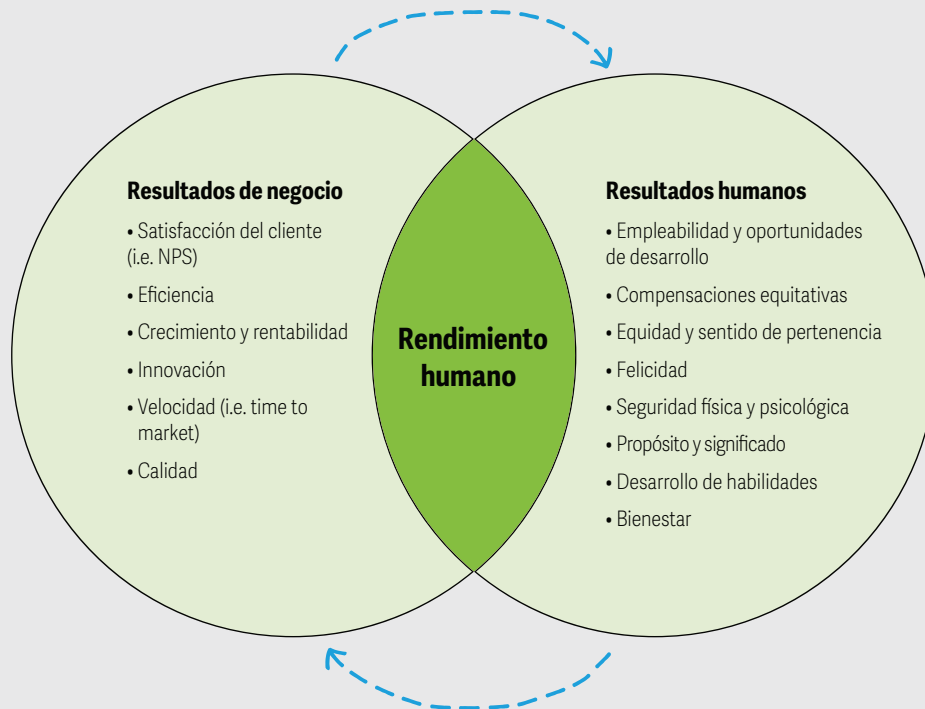 Resultados de negocio
• Satisfacción del cliente
(i.e. NPS)
• Eficiencia
• Crecimiento y rentabilidad
• Innovación
• Velocidad (i.e. time to
market)
• Calidad
Rendimiento
humano
Resultados humanos
• Empleabilidad y oportunidades
de desarrollo
• Compensaciones equitativas
• Equidad y sentido de pertenencia
• Felicidad
• Seguridad física y psicológica
• Propósito y significado
• Desarrollo de habilidades
• Bienestar